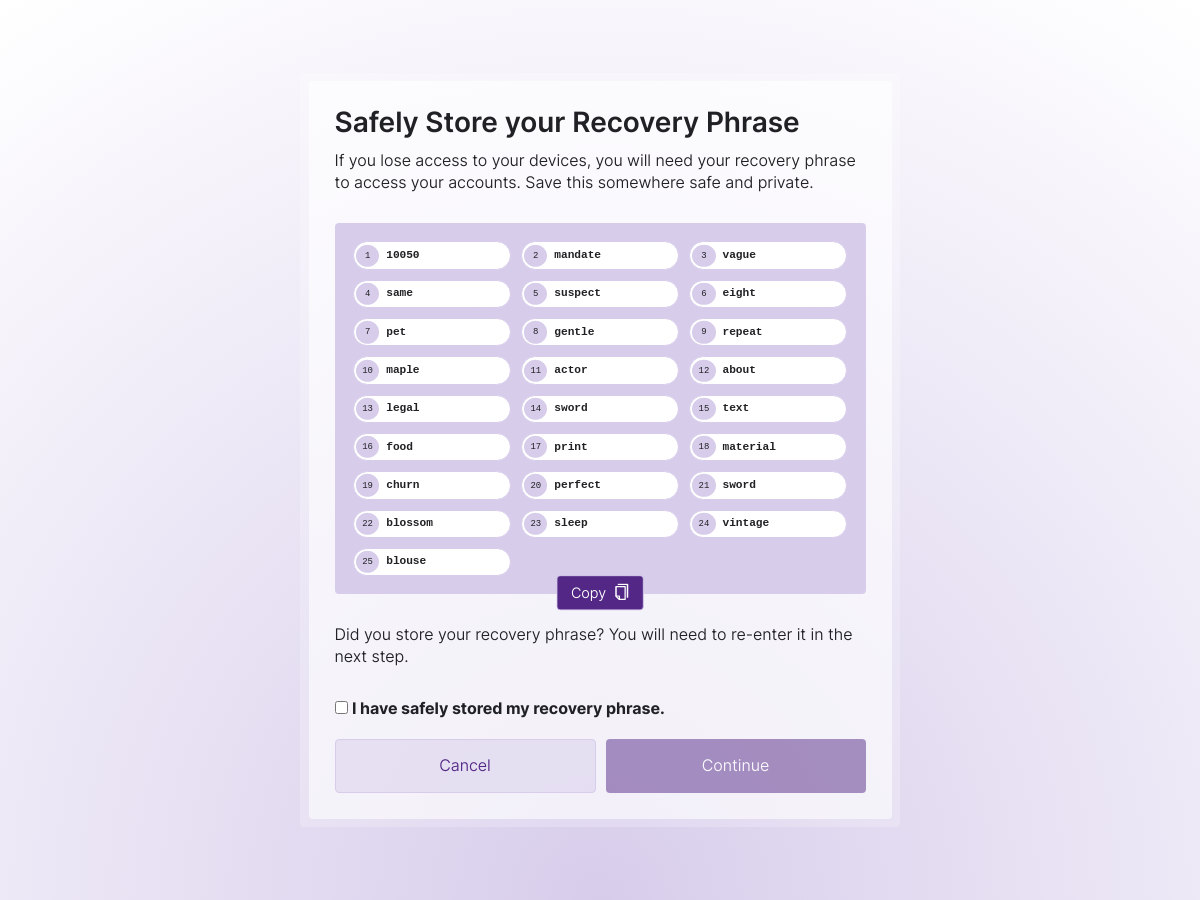 Safely Store your Recovery Phrase
If you lose access to your devices, you will need your recovery phrase
to access your accounts. Save this somewhere safe and private.
1 10050 2 mandate 3 vague
4 same 5 suspect 6 eight
7 pet 8 gentle 9 repeat
10 maple 11 actor 12 about
13 legal 14 sword 15 text
16 food 17 print 18 material
19 churn 20 perfect 21 sword
22 blossom 23 sleep 24 vintage
25 blouse
Copy
Did you store your recovery phrase? You will need to re-enter it in the
next step.
I have safely stored my recovery phrase.
Cancel Continue